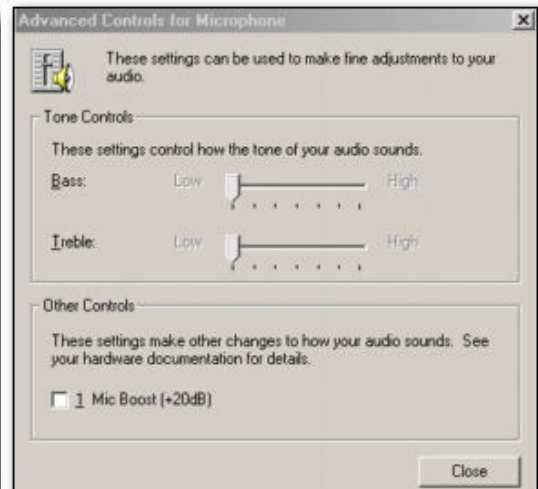 Advanced Controls for Microphone
These settings can be used to make fine adjustments to your
audio.
Tone Controls
These settings control how the tone of your audio sounds.
Bass: Low High
Treble: Low High
Other Controls
These settings make other changes to how your audio sounds. See
your hardware documentation for details.
1 Mic Boost (+20dB)
Close